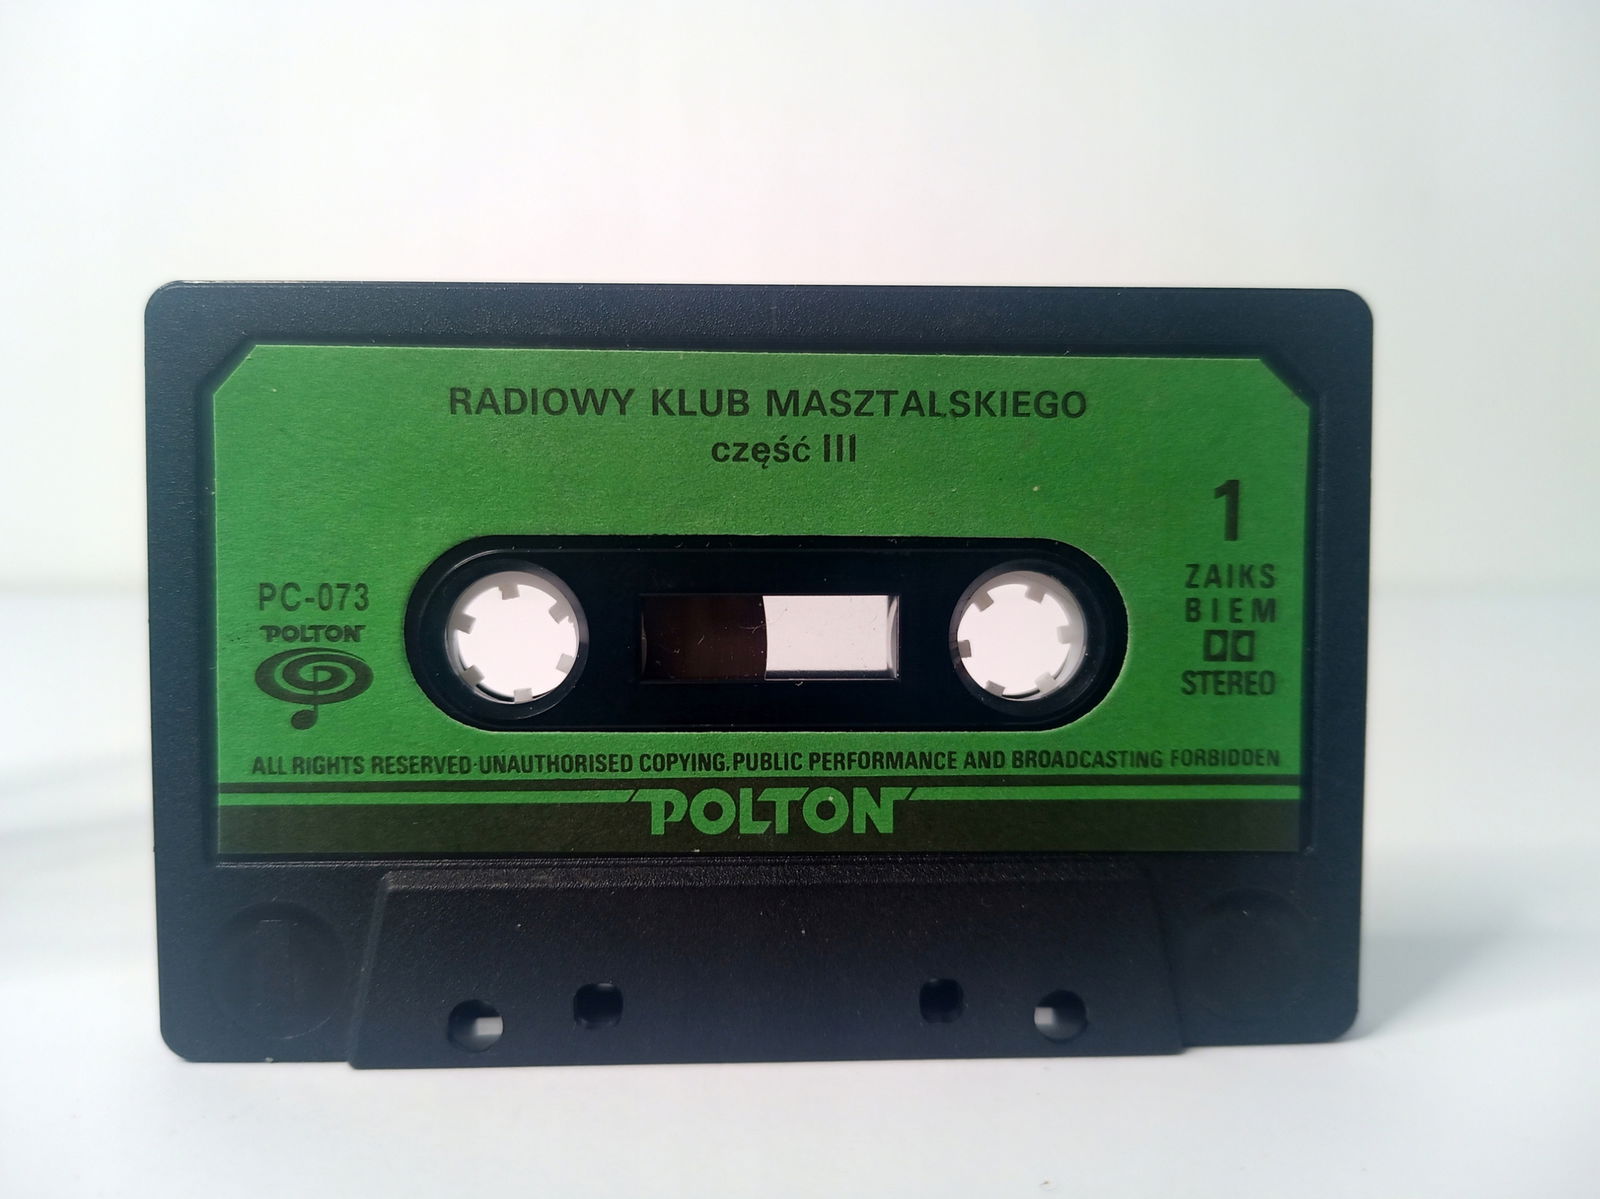 RADIOWY KLUB MASZTALSKIEGO
część III
1
PC-073
POLTON
ZAIKS
BIEM
STEREO
ALL RIGHTS RESERVED·UNAUTHORISED COPYING, PUBLIC PERFORMANCE AND BROADCASTING FORBIDDEN
POLTON